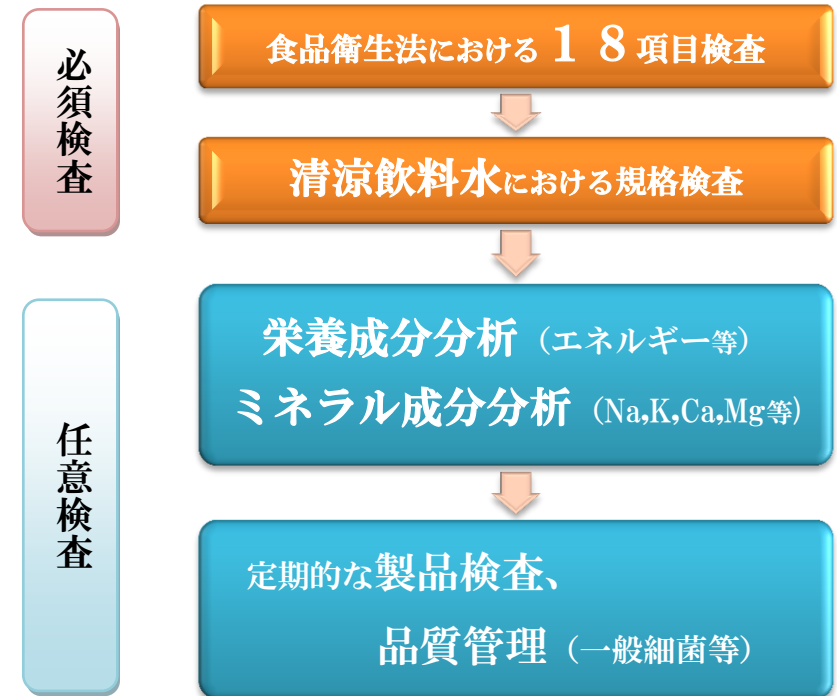 必須検査
食品衛生法における１８項目検査
清涼飲料水における規格検査
任意検査
栄養成分分析（エネルギー等）
ミネラル成分分析（Na,K,Ca,Mg等）
定期的な製品検査、
品質管理（一般細菌等）